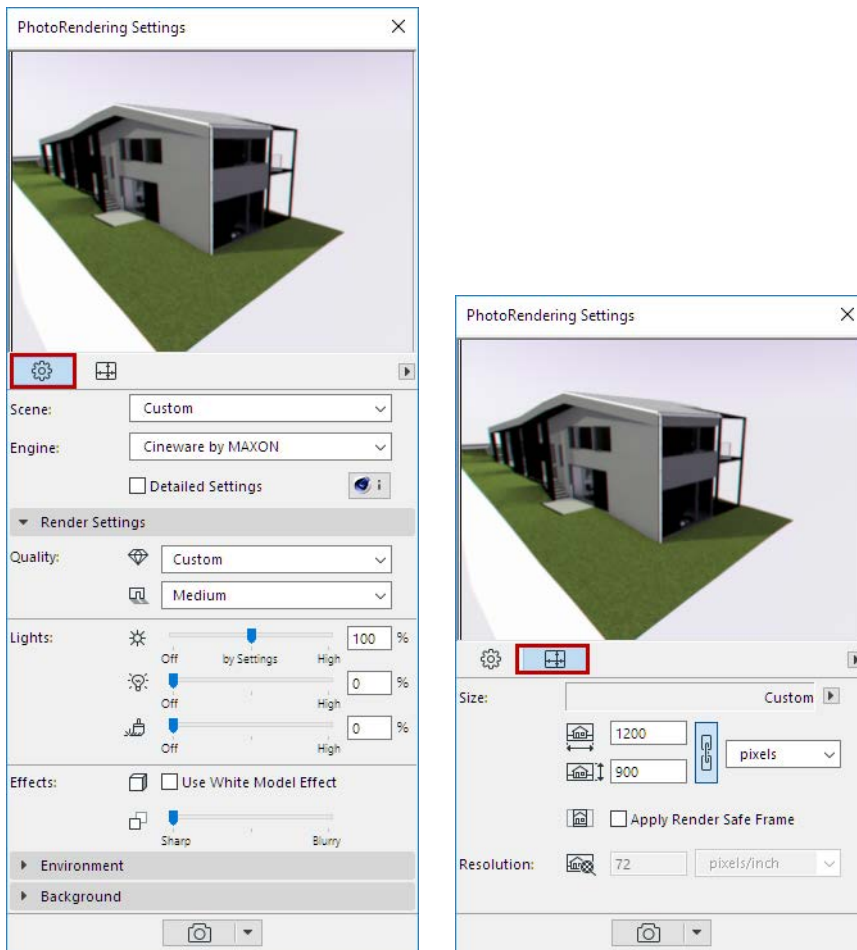 PhotoRendering Settings
Scene: Custom
Engine: Cineware by MAXON
Detailed Settings
i
Render Settings
Quality: Custom
Medium
Lights: 100 %
Off by Settings High
0 %
Off High
0 %
Off High
Effects: Use White Model Effect
Sharp Blurry
Environment
Background
PhotoRendering Settings
Size: Custom
1200
900
pixels
Apply Render Safe Frame
Resolution: 72 pixels/inch